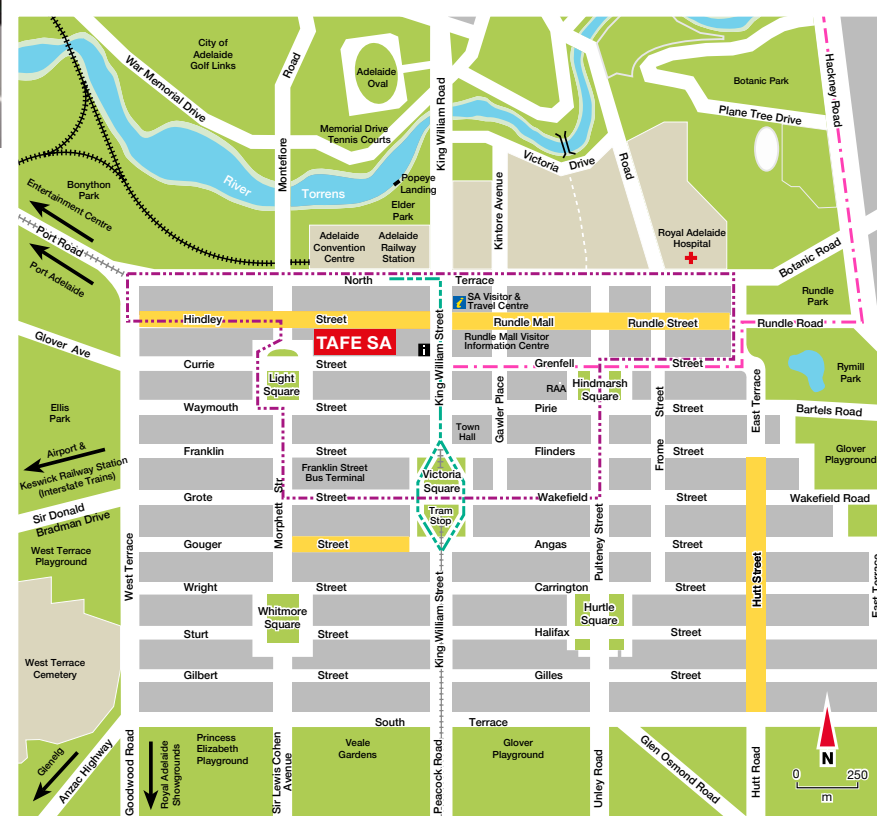 City of
Adelaide
Golf Links
War Memorial Drive
Road
Adelaide
Oval
Memorial Drive
Tennis Courts
King William Road
Botanic Park
Plane Tree Drive
Hackney Road
Montefiore
River
Torrens
Popeye
Landing
Elder
Park
Victoria
Drive
Road
Kintore Avenue
Bonython
Park
Entertainment Centre
Port Road
Port Adelaide
Adelaide
Convention
Centre
Adelaide
Railway
Station
Royal Adelaide
Hospital
Botanic Road
North
Terrace
i
SA Visitor &
Travel Centre
Rundle
Park
Hindley
Street
Rundle Mall
Rundle Street
Rundle Road
TAFE SA
i
King William Street
Rundle Mall Visitor
Information Centre
Glover Ave
Currie
Street
Grenfell
Street
Light
Square
RAA
Hindmarsh
Square
Rymill
Park
Gawler Place
Waymouth
Street
Pirie
Street
Street
Frome
East Terrace
Bartels Road
Ellis
Park
Town
Hall
Airport &
Keswick Railway Station
(Interstate Trains)
Franklin
Street
Flinders
Street
Glover
Playground
Franklin Street
Bus Terminal
Victoria
Square
Grote
Street
Wakefield
Street
Wakefield Road
Sir Donald
Bradman Drive
Morphett Str.
Tram
Stop
Pulteney Street
West Terrace
Playground
West Terrace
Gouger
Street
Angas
Street
Hutt Street
East Terrace
Wright
Street
King William Street
Carrington
Street
Whitmore
Square
Hurtle
Square
Sturt
Street
Halifax
Street
West Terrace
Cemetery
Gilbert
Street
Gilles
Street
South
Terrace
Glenelg
Anzac Highway
Goodwood Road
Royal Adelaide
Showgrounds
Princess
Elizabeth
Playground
Sir Lewis Cohen
Avenue
Veale
Gardens
Peacock Road
Glover
Playground
Unley Road
Glen Osmond Road
Hutt Road
N
0
250
m